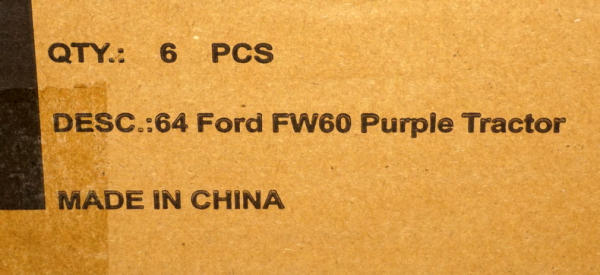 QTY.: 6 PCS
DESC.:64 Ford FW60 Purple Tractor
MADE IN CHINA